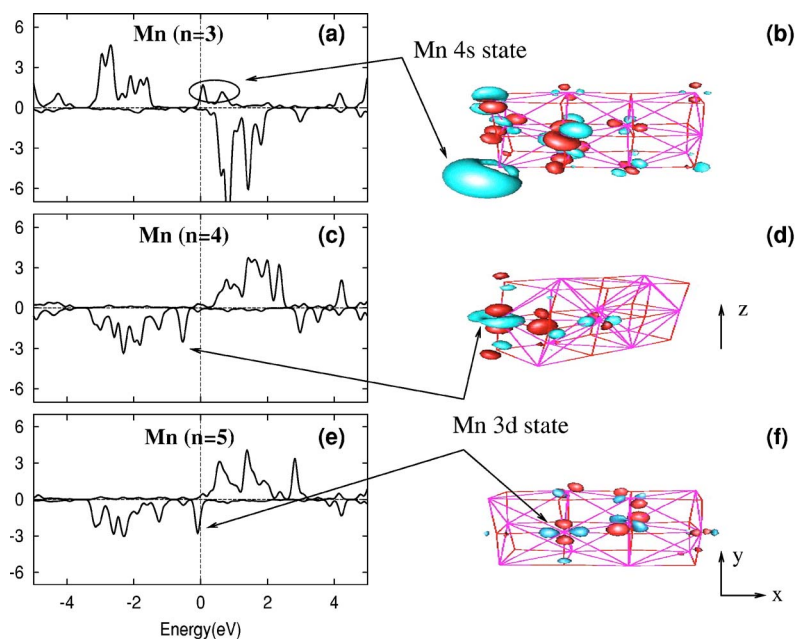 6
3
0
-3
-6
Mn (n=3)
(a)
Mn 4s state
(b)
6
3
0
-3
-6
Mn (n=4)
(c)
(d)
z
6
3
0
-3
-6
Mn (n=5)
(e)
Mn 3d state
(f)
y
x
-4 -2 0 2 4
Energy(eV)